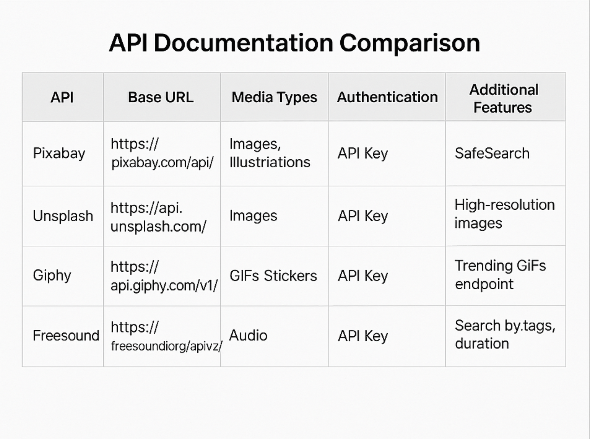 API Documentation Comparison
API
Base URL
Media Types
Authentication
Additional
Features
Pixabay
https://
pixabay.com/api/
Images,
Illustriations
API Key
SafeSearch
Unsplash
https://api.
unsplash.com/
Images
API Key
High-resolution
images
Giphy
https://
api.giphy.com/v1/
GIFs Stickers
API Key
Trending GiFs
endpoint
Freesound
https://
freesoundiorg/apivz/
Audio
API Key
Search by.tags,
duration